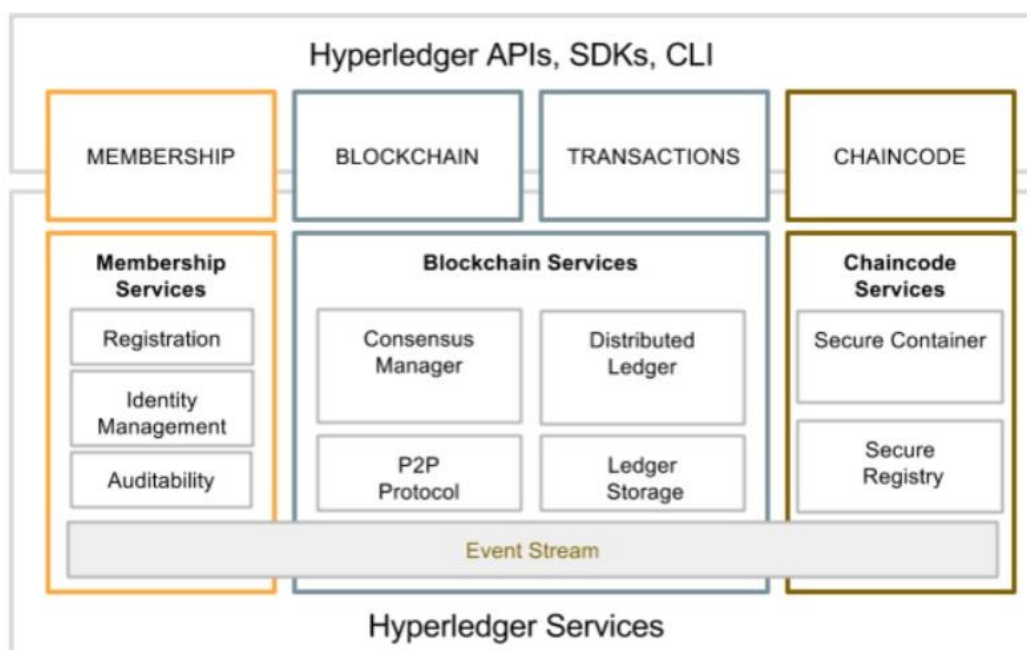 Hyperledger APIs, SDKs, CLI
MEMBERSHIP
BLOCKCHAIN
TRANSACTIONS
CHAINCODE
Membership
Services
Registration
Identity
Management
Auditability
Blockchain Services
Consensus
Manager
Distributed
Ledger
P2P
Protocol
Ledger
Storage
Chaincode
Services
Secure Container
Secure
Registry
Event Stream
Hyperledger Services